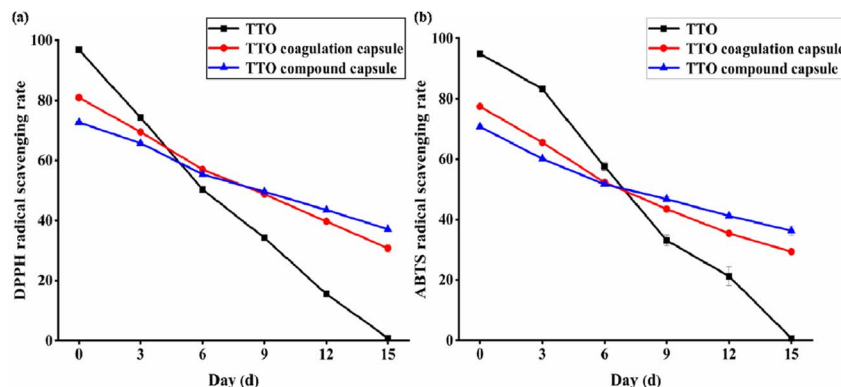 (a)
TTO
TTO coagulation capsule
TTO compound capsule
DPPH radical scavenging rate
100
80
60
40
20
0
0 3 6 9 12 15
Day (d)
(b)
TTO
TTO coagulation capsule
TTO compound capsule
ABTS radical scavenging rate
100
80
60
40
20
0
0 3 6 9 12 15
Day (d)